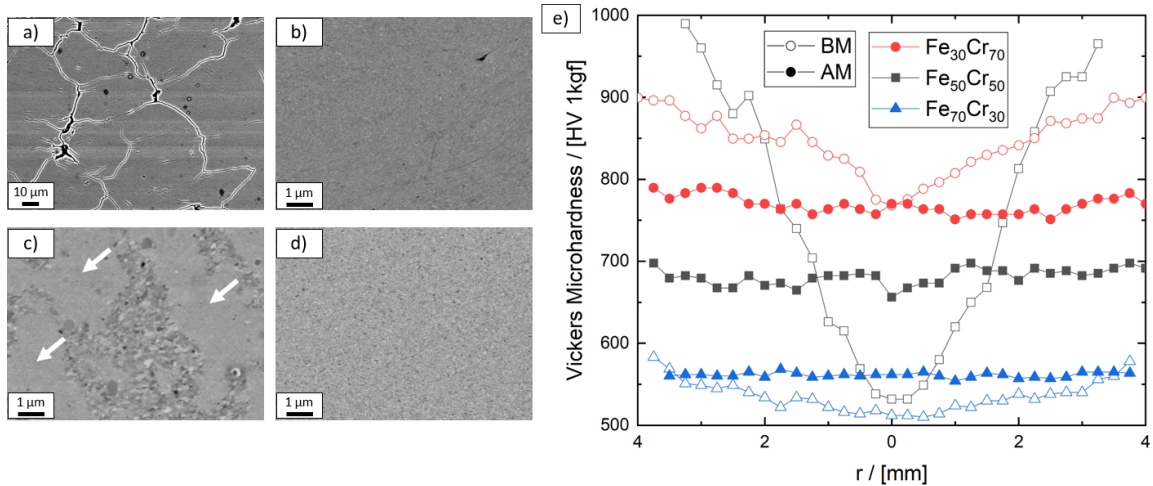 a)
10 µm
b)
1 µm
c)
1 µm
d)
1 µm
e)
Vickers Microhardness / [HV 1kgf]
1000
900
800
700
600
500
BM
AM
Fe₃₀Cr₇₀
Fe₅₀Cr₅₀
Fe₇₀Cr₃₀
4 2 0 2 4
r / [mm]